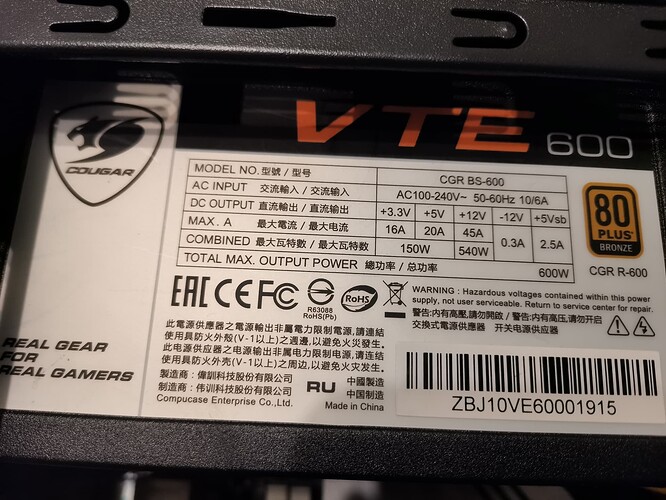 VTE 600
COUGAR
MODEL NO. 型號 / 型号 CGR BS-600
AC INPUT 交流輸入 / 交流输入 AC100-240V~ 50-60Hz 10/6A
DC OUTPUT 直流輸出 / 直流输出 +3.3V +5V +12V -12V +5Vsb
MAX. A 最大電流 / 最大电流 16A 20A 45A 0.3A 2.5A
COMBINED 最大瓦特數 / 最大瓦特数 150W 540W
TOTAL MAX. OUTPUT POWER 總功率 / 总功率 600W
80
PLUS
BRONZE
CGR R-600
EAC CE FC
R63088
RoHS(Pb)
RoHS
WARNING : Hazardous voltages contained within this power
supply, not user serviceable. Return to service center for repair.
警告:内有高壓,請勿開啟 / 警告:内有高压,请勿开启
交換式電源供應器 开关电源供应器
此電源供應器之電源輸出非屬電力限制電源,請連結
使用具防火外殼(V-1以上)之週邊,以避免火災發生。
此电源供应器之电源输出非属电力限制电源,请连结
使用具防火外壳(V-1以上)之周边,以避免火灾发生。
製造商:偉訓科技股份有限公司
制造商:伟训科技股份有限公司
Compucase Enterprise Co.,Ltd.
RU
中國製造
中国制造
Made in China
REAL GEAR
FOR
REAL GAMERS
ZBJ10VE60001915